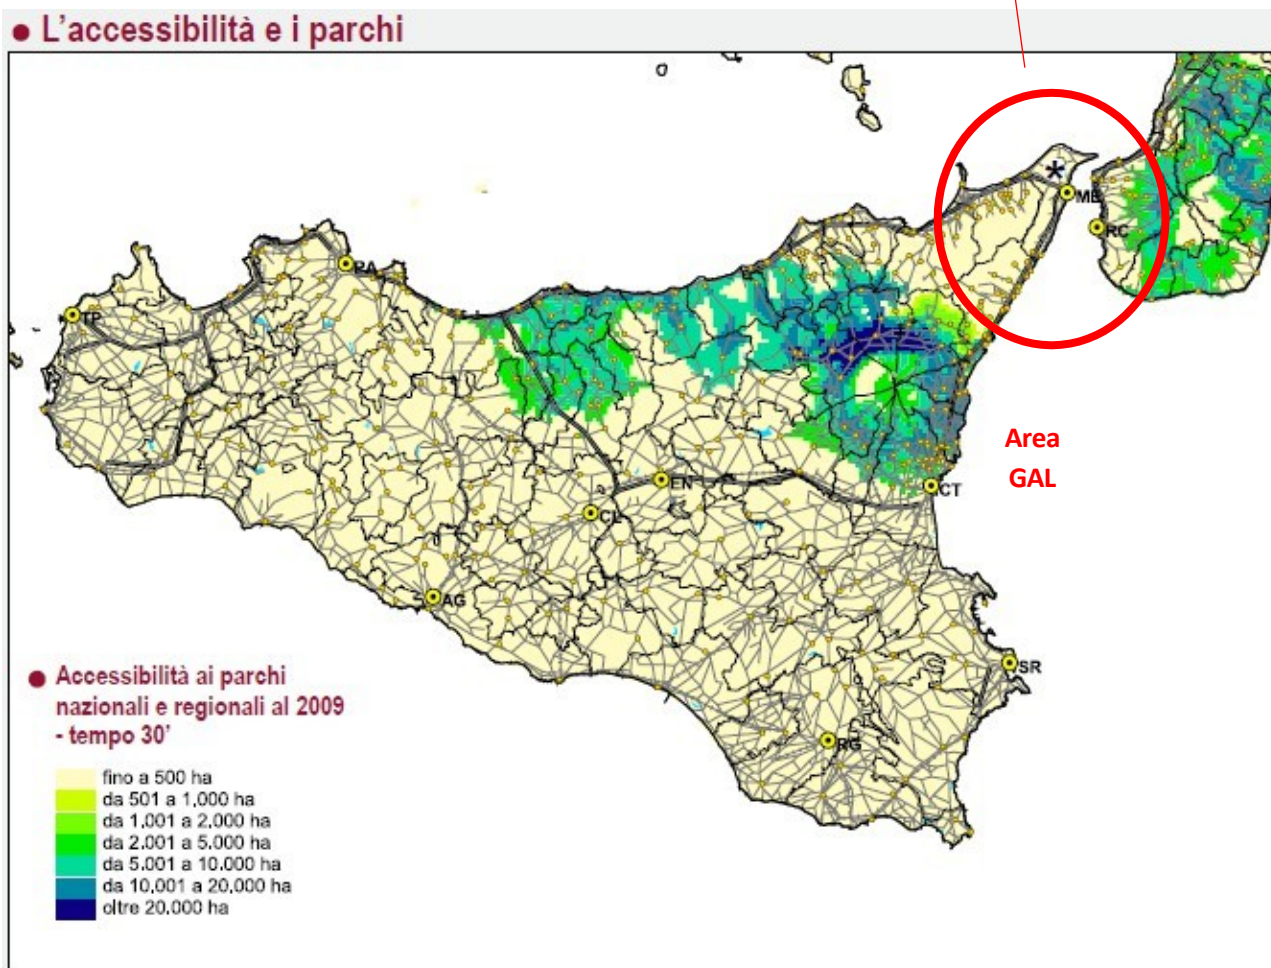 L'accessibilità e i parchi
*
ME
RC
PA
TP
Area
GAL
EN
CT
CL
AG
SR
RG
Accessibilità ai parchi
nazionali e regionali al 2009
- tempo 30'
fino a 500 ha
da 501 a 1.000 ha
da 1.001 a 2.000 ha
da 2.001 a 5.000 ha
da 5.001 a 10.000 ha
da 10.001 a 20.000 ha
oltre 20.000 ha